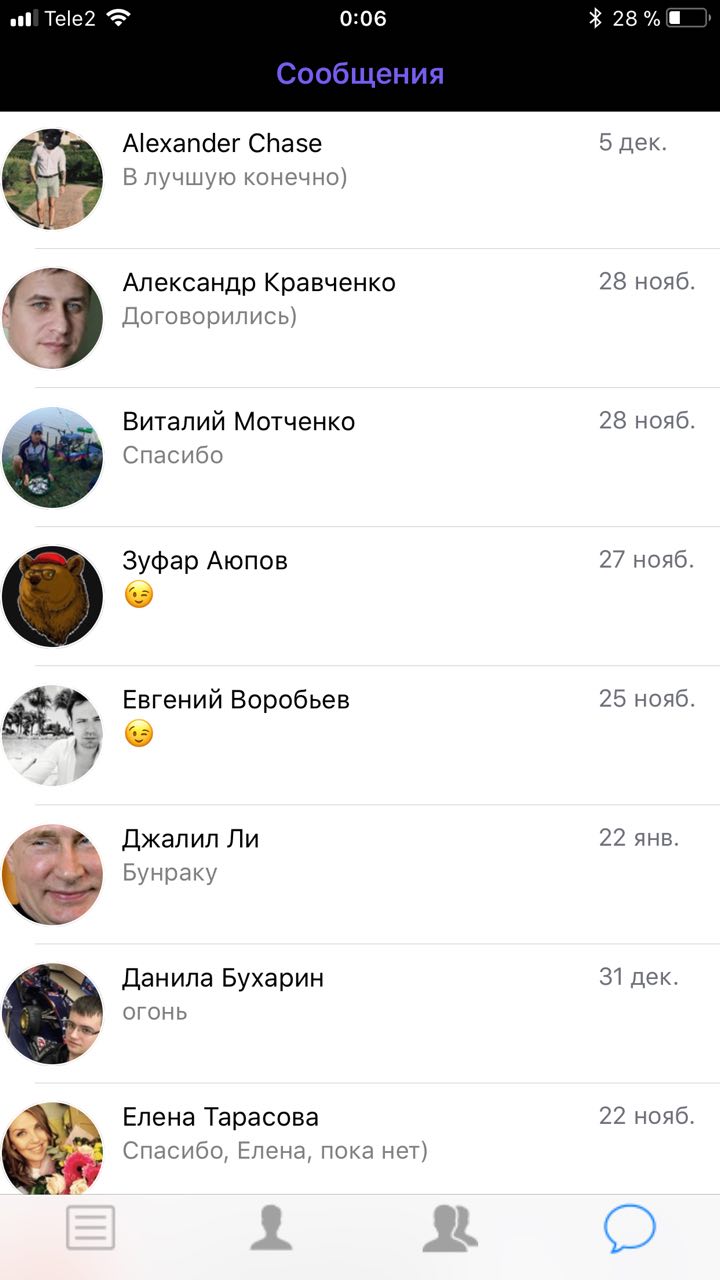 Tele2
0:06
28 %
Сообщения
Alexander Chase
5 дек.
В лучшую конечно)
Александр Кравченко
28 нояб.
Договорились)
Виталий Мотченко
28 нояб.
Спасибо
Зуфар Аюпов
27 нояб.
😉
Евгений Воробьев
25 нояб.
😉
Джалил Ли
22 янв.
Бунраку
Данила Бухарин
31 дек.
огонь
Елена Тарасова
22 нояб.
Спасибо, Елена, пока нет)